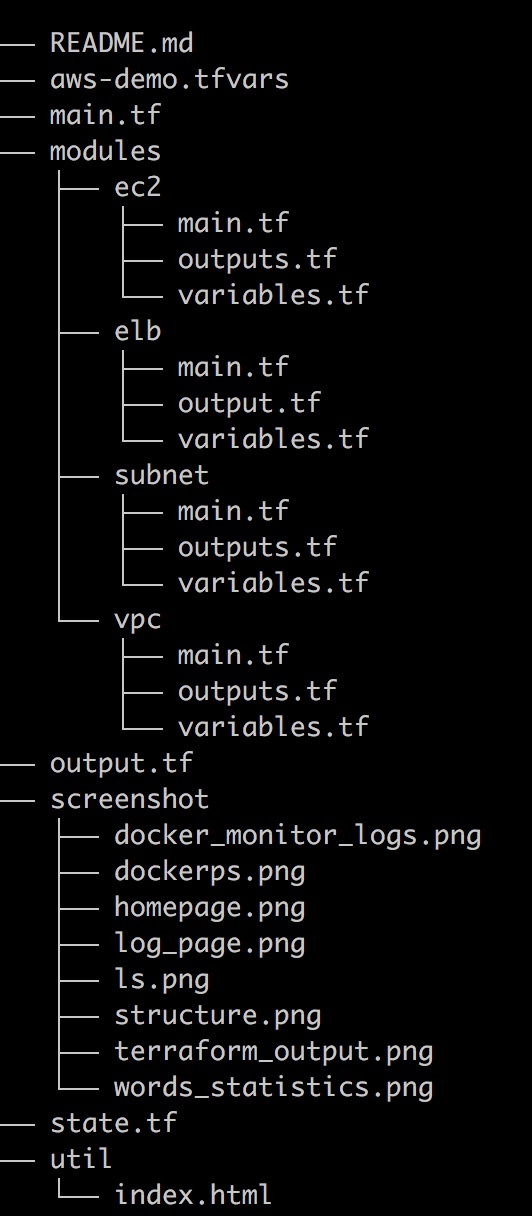 README.md
aws-demo.tfvars
main.tf
modules
ec2
main.tf
outputs.tf
variables.tf
elb
main.tf
output.tf
variables.tf
subnet
main.tf
outputs.tf
variables.tf
vpc
main.tf
outputs.tf
variables.tf
output.tf
screenshot
docker_monitor_logs.png
dockerps.png
homepage.png
log_page.png
ls.png
structure.png
terraform_output.png
words_statistics.png
state.tf
util
index.html